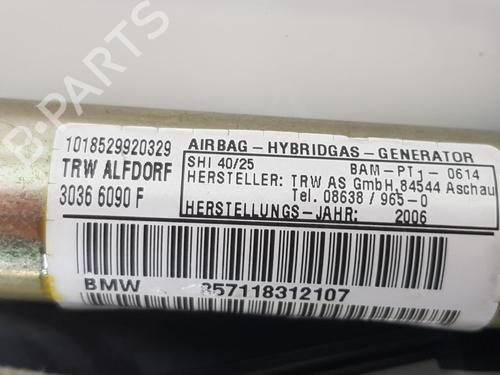 B-PARTS
1018529920329
TRW ALFDORF
3036 6090 F
AIRBAG - HYBRIDGAS - GENERATOR
SHI 40/25 BAM - PT1 - 0614
HERSTELLER: TRW AS GmbH, 84544 Aschau
Tel. 08638 / 965-0
HERSTELLUNGS - JAHR: 2006
BMW 857118312107